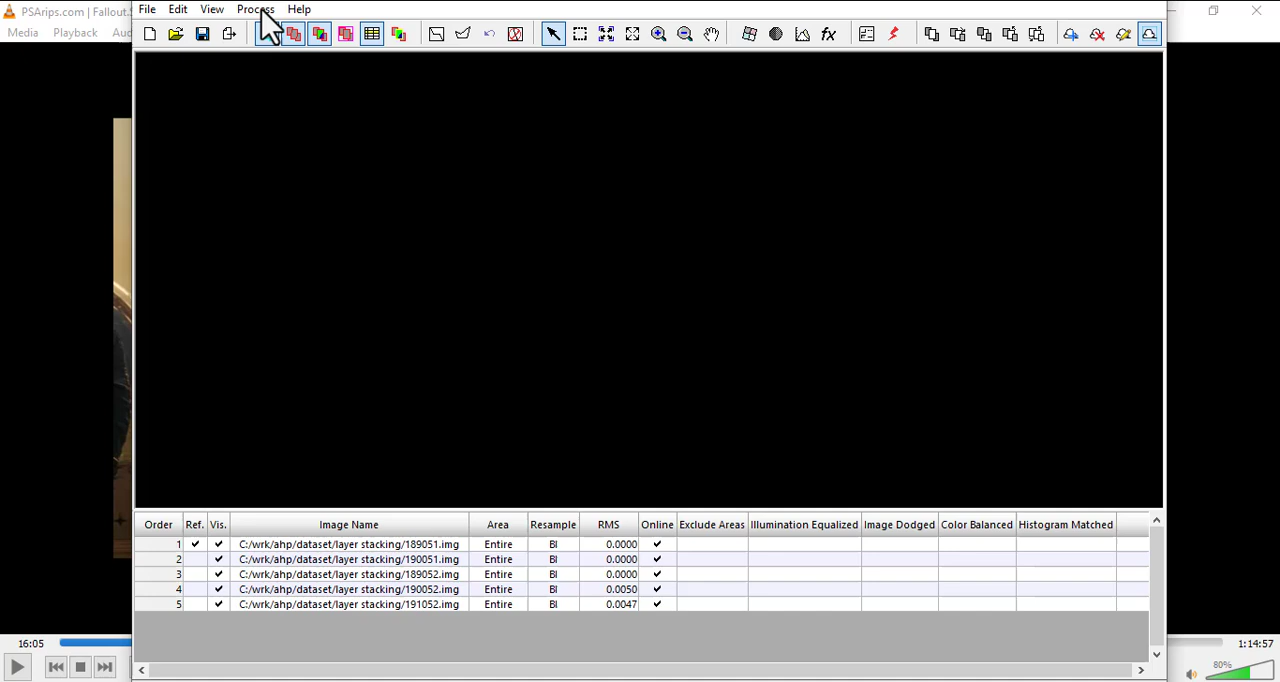 PSArips.com | Fallout.S
File Edit View Process Help
Media Playback Aud
Order Ref. Vis. Image Name Area Resample RMS Online Exclude Areas Illumination Equalized Image Dodged Color Balanced Histogram Matched
1 C:/wrk/ahp/dataset/layer stacking/189051.img Entire BI 0.0000
2 C:/wrk/ahp/dataset/layer stacking/190051.img Entire BI 0.0000
3 C:/wrk/ahp/dataset/layer stacking/189052.img Entire BI 0.0000
4 C:/wrk/ahp/dataset/layer stacking/190052.img Entire BI 0.0050
5 C:/wrk/ahp/dataset/layer stacking/191052.img Entire BI 0.0047
16:05 1:14:57
80%